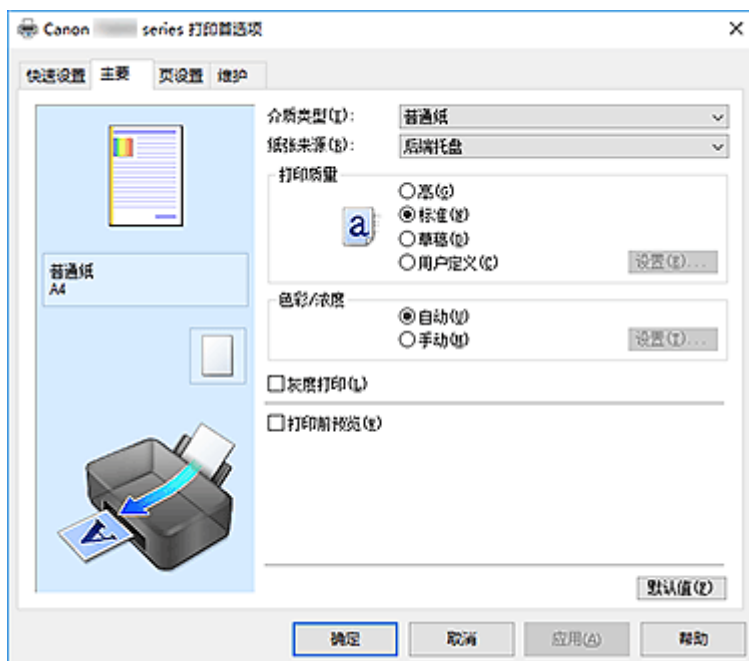 Canon series 打印首选项
快速设置 主要 页设置 维护
介质类型(T): 普通纸
纸张来源(B): 后端托盘
打印质量
高(G)
a 标准(N)
草稿(D)
用户定义(C) 设置(E)...
普通纸
A4
色彩/浓度
自动(U)
手动(M) 设置(I)...
灰度打印(L)
打印前预览(R)
A
默认值(F)
确定 取消 应用(A) 帮助